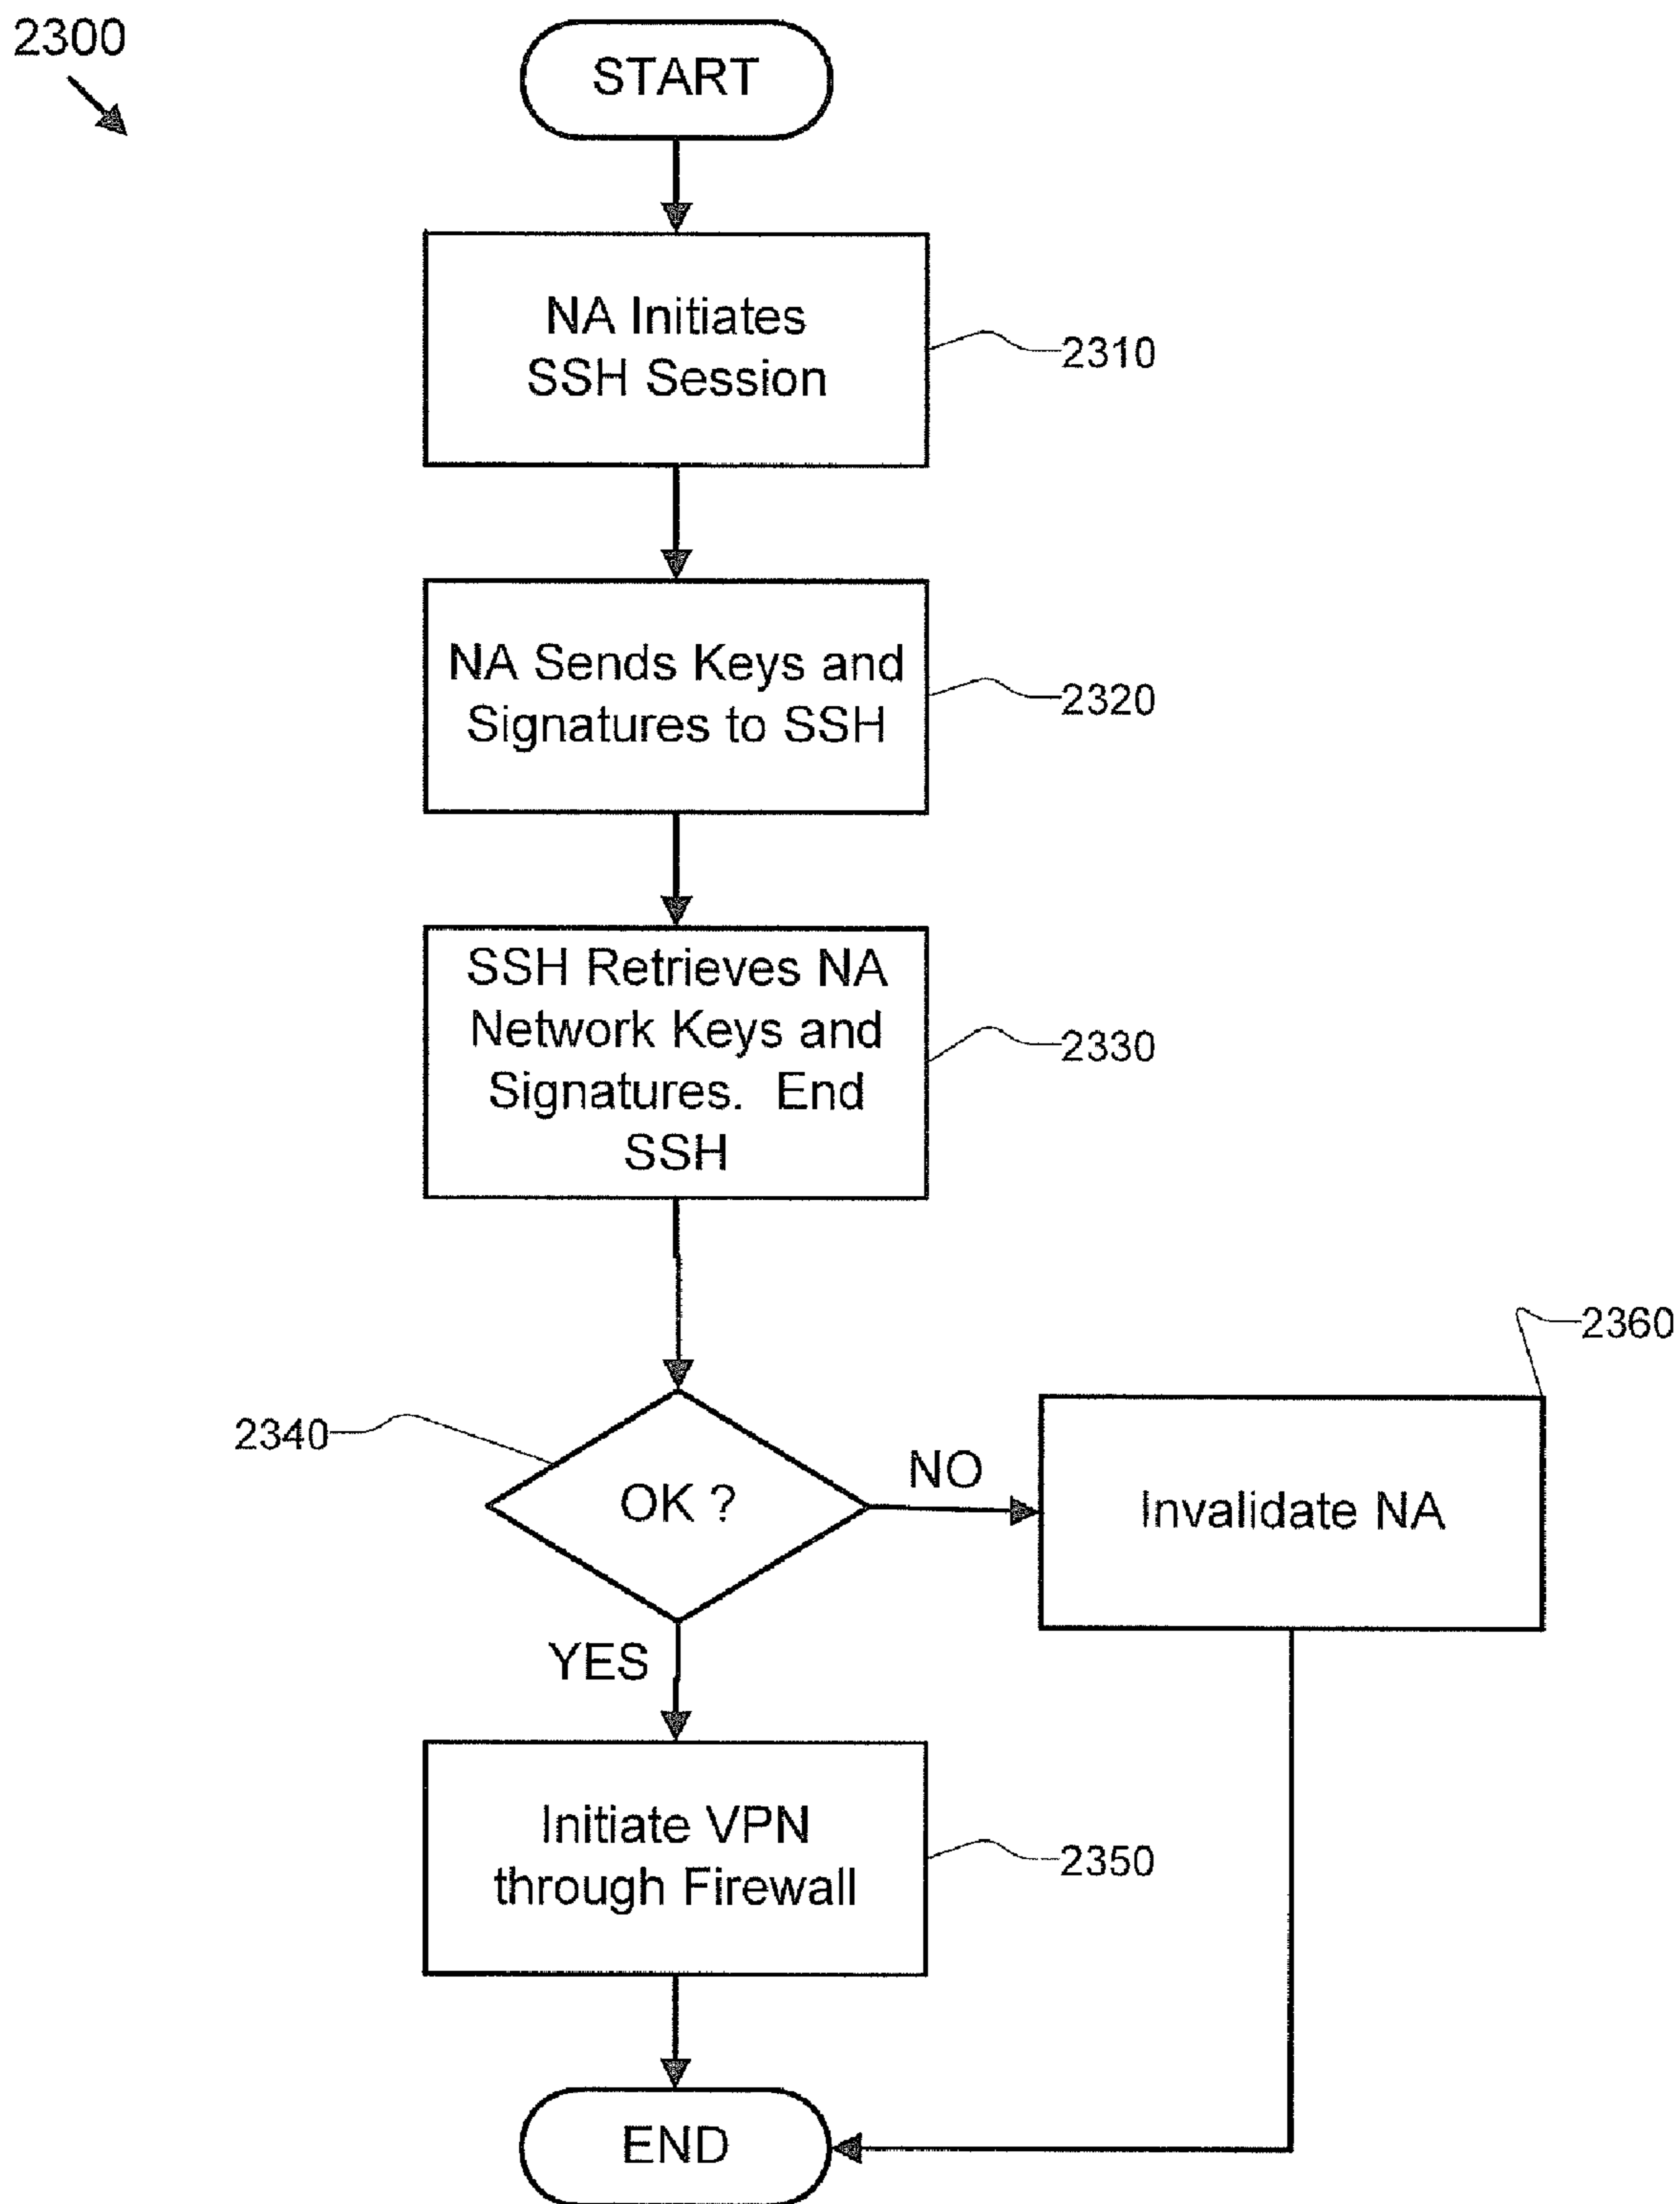 2300
START
NA Initiates
SSH Session
2310
NA Sends Keys and
Signatures to SSH
2320
SSH Retrieves NA
Network Keys and
Signatures. End
SSH
2330
2340
OK ?
NO
2360
Invalidate NA
YES
Initiate VPN
through Firewall
2350
END